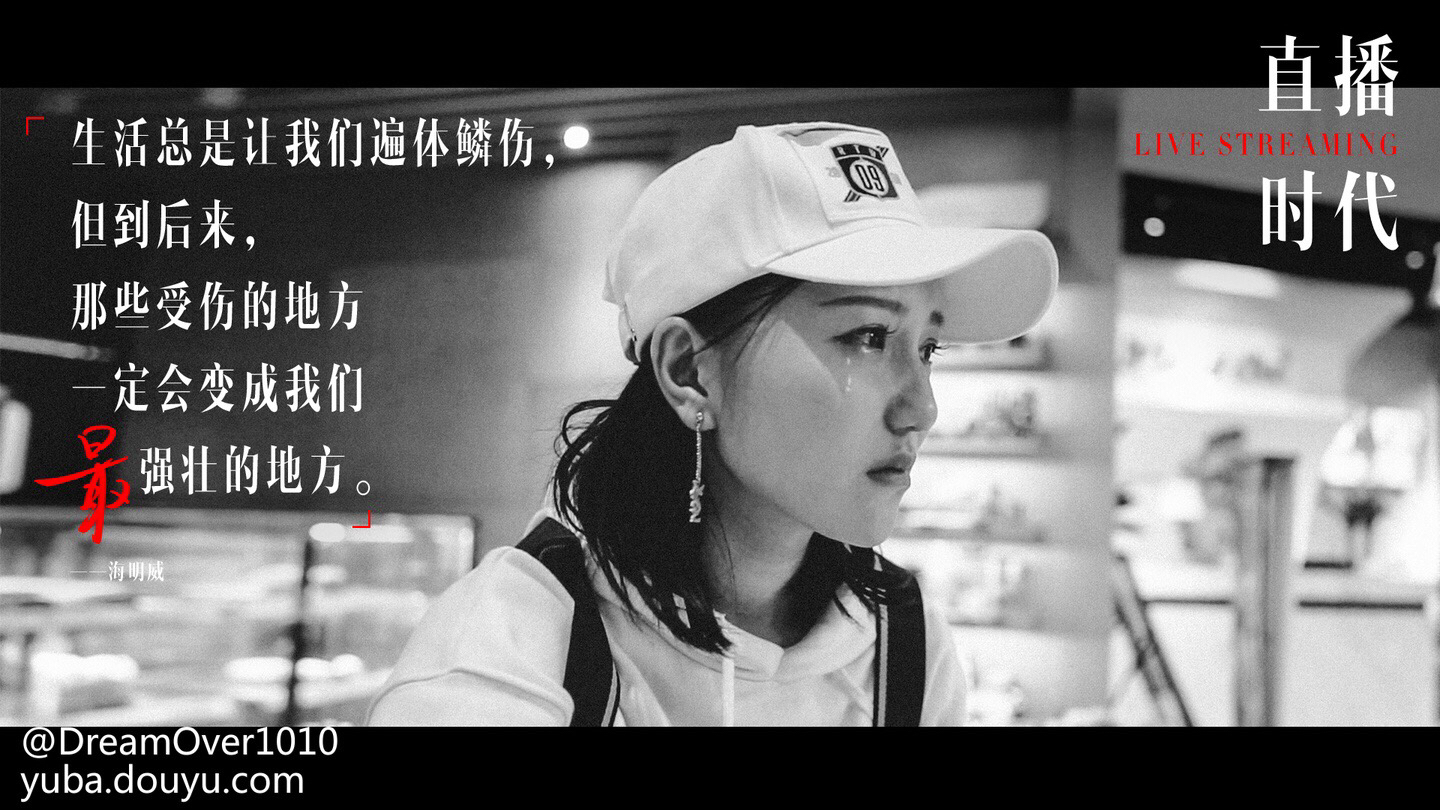 生活总是让我们遍体鳞伤，
但到后来，
那些受伤的地方
一定会变成我们
最强壮的地方。
——海明威
直播
LIVE STREAMING
时代
09
@DreamOver1010
yuba.douyu.com